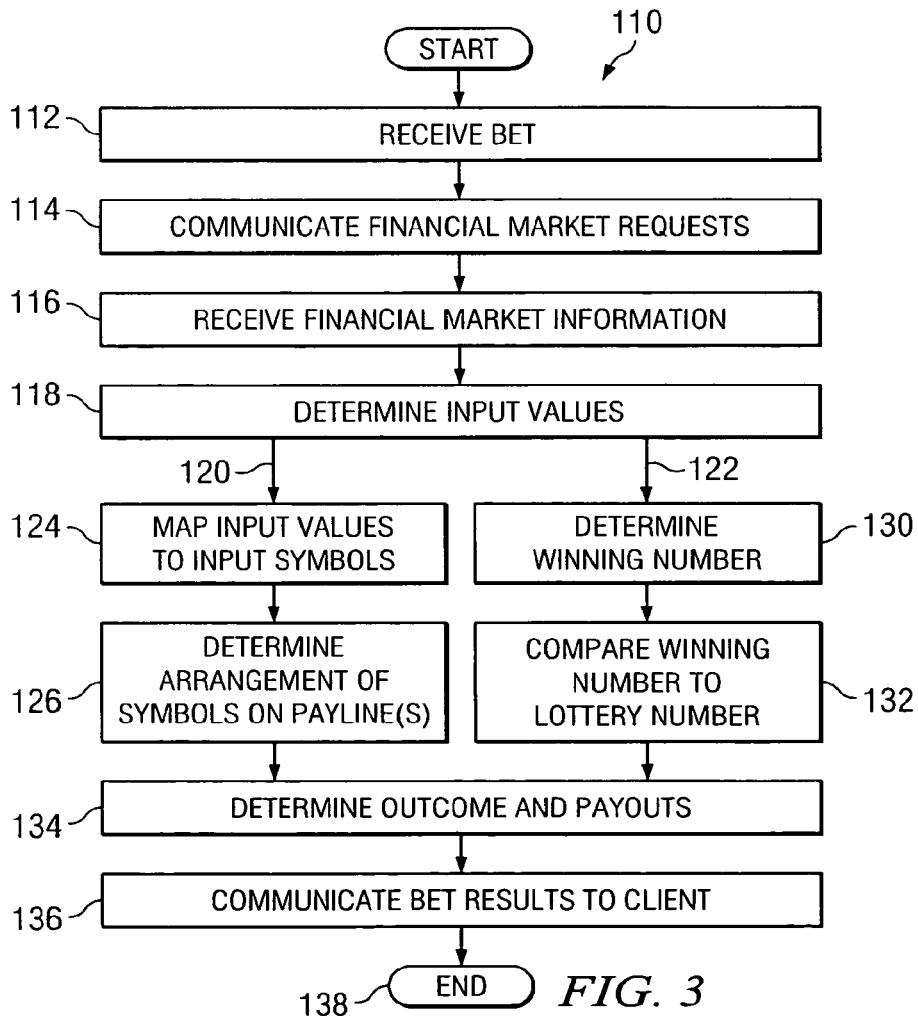 START
110
112
RECEIVE BET
114
COMMUNICATE FINANCIAL MARKET REQUESTS
116
RECEIVE FINANCIAL MARKET INFORMATION
118
DETERMINE INPUT VALUES
120
122
124
MAP INPUT VALUES
TO INPUT SYMBOLS
DETERMINE
WINNING NUMBER
130
126
DETERMINE
ARRANGEMENT OF
SYMBOLS ON PAYLINE(S)
COMPARE WINNING
NUMBER TO
LOTTERY NUMBER
132
134
DETERMINE OUTCOME AND PAYOUTS
136
COMMUNICATE BET RESULTS TO CLIENT
138
END
FIG. 3